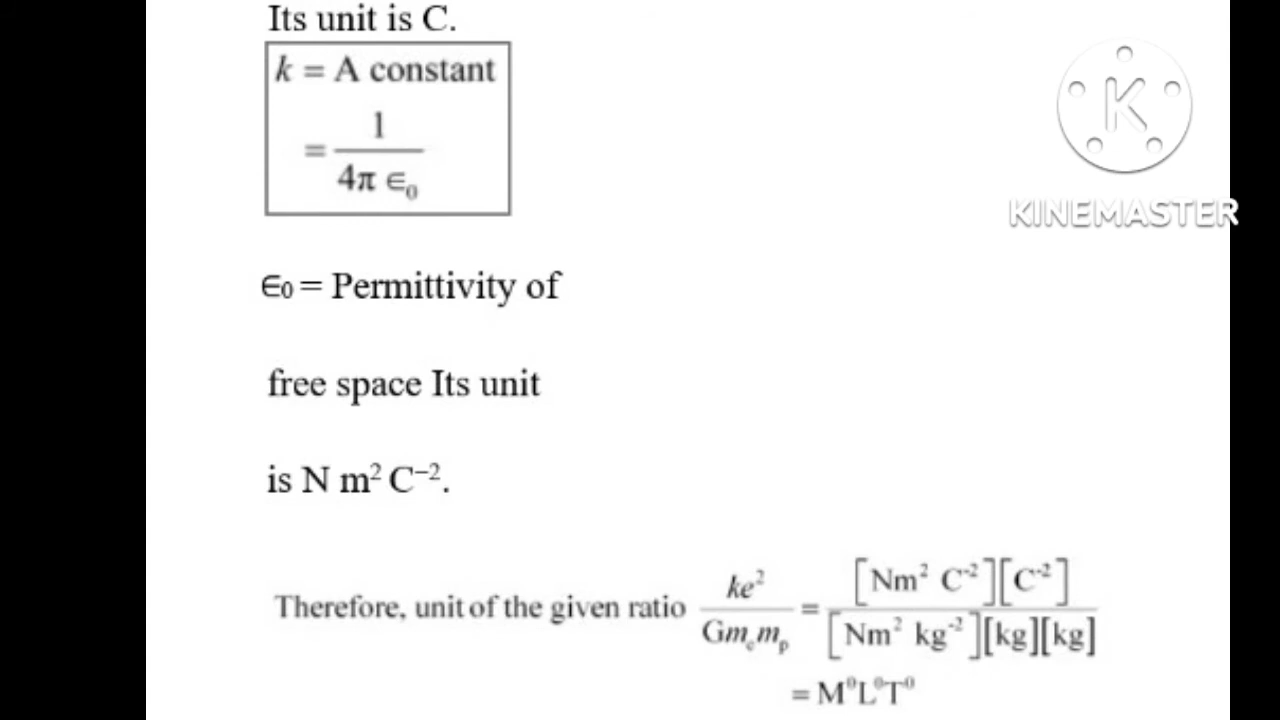 Its unit is C.
k = A constant
= 1 / 4π ∈₀
∈0 = Permittivity of
free space Its unit
is N m² C⁻².
Therefore, unit of the given ratio ke² / Gmₑmₚ = [Nm² C⁻²][C⁻²] / [Nm² kg⁻²][kg][kg]
= M⁰L⁰T⁰
KINEMASTER